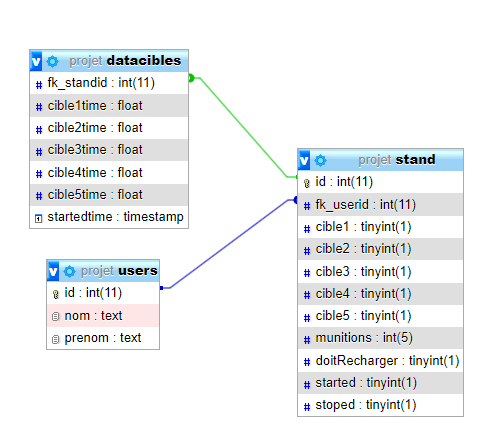 projet datacibles
fk_standid : int(11)
cible1time : float
cible2time : float
cible3time : float
cible4time : float
cible5time : float
startedtime : timestamp
projet users
id : int(11)
nom : text
prenom : text
projet stand
id : int(11)
fk_userid : int(11)
cible1 : tinyint(1)
cible2 : tinyint(1)
cible3 : tinyint(1)
cible4 : tinyint(1)
cible5 : tinyint(1)
munitions : int(5)
doitRecharger : tinyint(1)
started : tinyint(1)
stoped : tinyint(1)